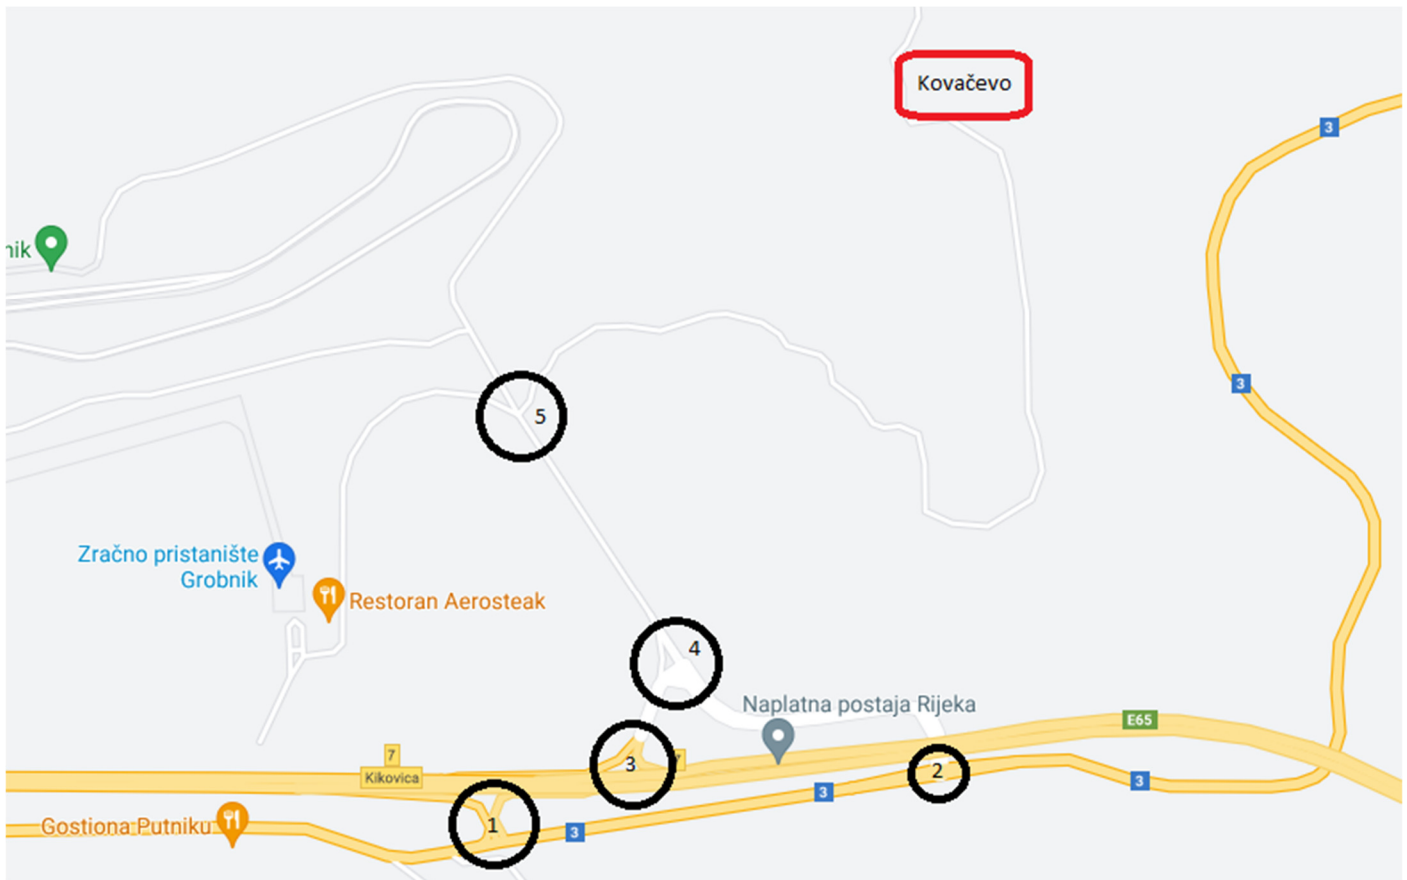 Kovačevo
3
nik
3
5
Zračno pristanište
Grobnik
Restoran Aerosteak
4
Naplatna postaja Rijeka
E65
7
Kikovica
3
7
2
3
3
Gostiona Putniku
1
3